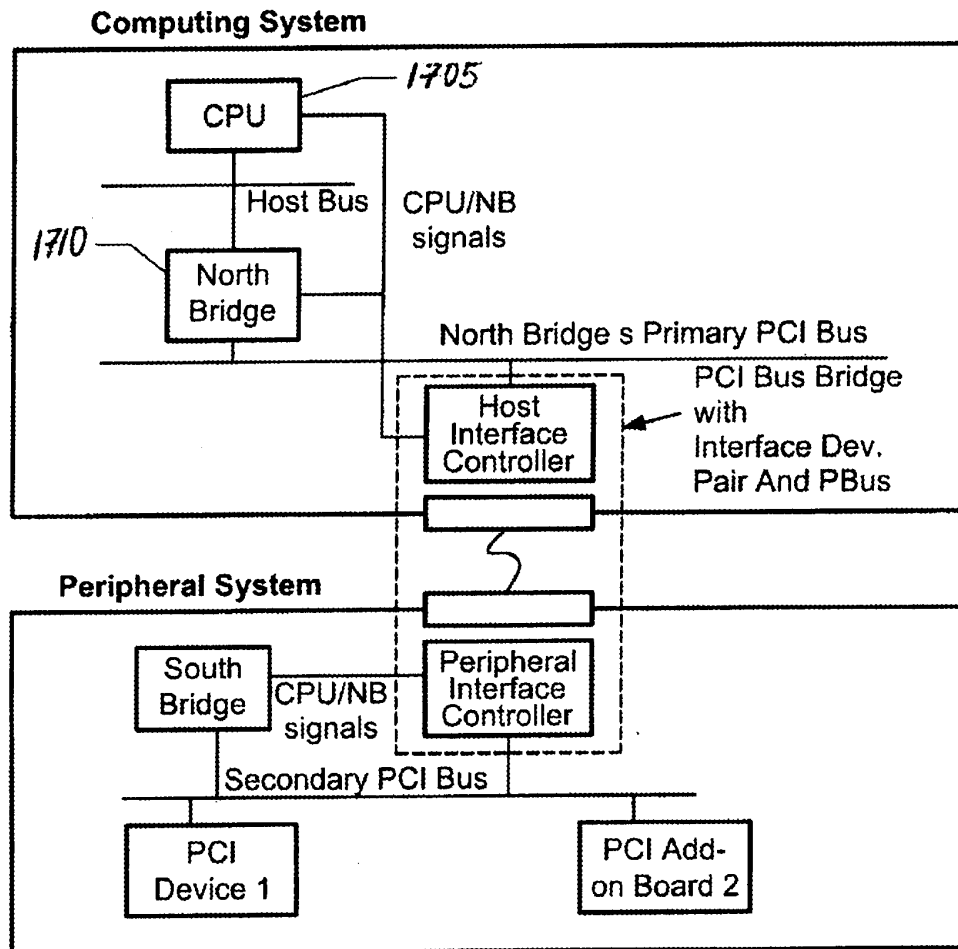 Computing System
1705
CPU
Host Bus
CPU/NB
signals
1710
North
Bridge
North Bridge s Primary PCI Bus
PCI Bus Bridge
with
Interface Dev.
Pair And PBus
Host
Interface
Controller
Peripheral System
South
Bridge
CPU/NB
signals
Peripheral
Interface
Controller
Secondary PCI Bus
PCI
Device 1
PCI Add-
on Board 2